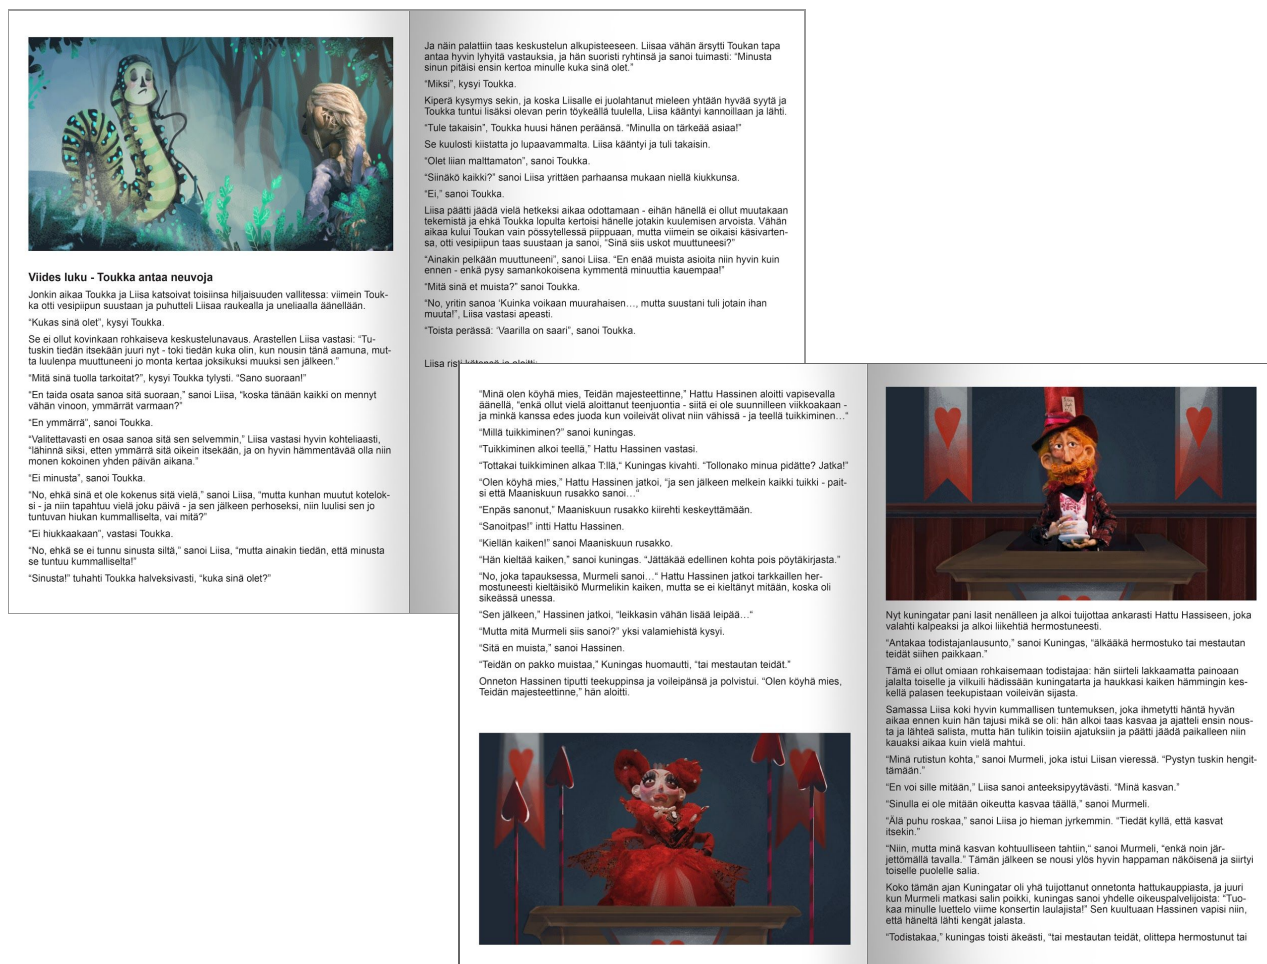 Viides luku - Toukka antaa neuvoja
Jonkin aikaa Toukka ja Liisa katsoivat toisiinsa hiljaisuuden vallitessa: viimein Touk-
ka otti vesipiipun suustaan ja puhutteli Liisaa raukealla ja uneliaalla äänellään.
“Kukas sinä olet”, kysyi Toukka.
Se ei ollut kovinkaan rohkaiseva keskustelunavaus. Arastellen Liisa vastasi: “Tu-
tuskin tiedän itsekään juuri nyt - toki tiedän kuka olin, kun nousin tänä aamuna, mut-
ta luulenpa muuttuneeni jo monta kertaa joksikuksi muuksi sen jälkeen.”
“Mitä sinä tuolla tarkoitat?”, kysyi Toukka tylysti. “Sano suoraan!”
“En taida osata sanoa sitä suoraan,” sanoi Liisa, “koska tänään kaikki on mennyt
vähän vinoon, ymmärrät varmaan?”
“En ymmärrä”, sanoi Toukka.
“Valitettavasti en osaa sanoa sitä sen selvemmin,” Liisa vastasi hyvin kohteliaasti,
“lähinnä siksi, etten ymmärrä sitä oikein itsekään, ja on hyvin hämmentävää olla niin
monen kokoinen yhden päivän aikana.”
“Ei minusta”, sanoi Toukka.
“No, ehkä sinä et ole kokenus sitä vielä,” sanoi Liisa, “mutta kunhan muutut kotelok-
si - ja niin tapahtuu vielä joku päivä - ja sen jälkeen perhoseksi, niin luulisi sen jo
tuntuvan hiukan kummalliselta, vai mitä?”
“Ei hiukkaakaan”, vastasi Toukka.
“No, ehkä se ei tunnu sinusta siltä,” sanoi Liisa, “mutta ainakin tiedän, että minusta
se tuntuu kummalliselta!”
“Sinusta!” tuhahti Toukka halveksivasti, “kuka sinä olet?”
Ja näin palattiin taas keskustelun alkupisteeseen. Liisaa vähän ärsytti Toukan tapa
antaa hyvin lyhyitä vastauksia, ja hän suoristi ryhtinsä ja sanoi tuimasti: “Minusta
sinun pitäisi ensin kertoa minulle kuka sinä olet.”
“Miksi”, kysyi Toukka.
Kiperä kysymys sekin, ja koska Liisalle ei juolahtanut mieleen yhtään hyvää syytä ja
Toukka tuntui lisäksi olevan perin töykeällä tuulella, Liisa kääntyi kannoillaan ja lähti.
“Tule takaisin”, Toukka huusi hänen peräänsä. “Minulla on tärkeää asiaa!”
Se kuulosti kiistatta jo lupaavammalta. Liisa kääntyi ja tuli takaisin.
“Olet liian malttamaton”, sanoi Toukka.
“Siinäkö kaikki?” sanoi Liisa yrittäen parhaansa mukaan niellä kiukkunsa.
“Ei,” sanoi Toukka.
Liisa päätti jäädä vielä hetkeksi aikaa odottamaan - eihän hänellä ei ollut muutakaan
tekemistä ja ehkä Toukka lopulta kertoisi hänelle jotakin kuulemisen arvoista. Vähän
aikaa kului Toukan vain pössytellessä piippuaan, mutta viimein se oikaisi käsivarten-
sa, otti vesipiipun taas suustaan ja sanoi, “Sinä siis uskot muuttuneesi?”
“Ainakin pelkään muuttuneeni”, sanoi Liisa. “En enää muista asioita niin hyvin kuin
ennen - enkä pysy samankokoisena kymmentä minuuttia kauempaa!”
“Mitä sinä et muista?” sanoi Toukka.
“No, yritin sanoa ‘Kuinka voikaan muurahaisen…, mutta suustani tuli jotain ihan
muuta!”, Liisa vastasi apeasti.
“Toista perässä: ‘Vaarilla on saari”, sanoi Toukka.
Liisa risti kätensä ja aloitti:
“Minä olen köyhä mies, Teidän majesteettinne,” Hattu Hassinen aloitti vapisevalla
äänellä, “enkä ollut vielä aloittanut teenjuontia - siitä ei ole suunnilleen viikkoakaan -
ja minkä kanssa edes juoda kun voileivät olivat niin vähissä - ja teellä tuikkiminen…“
“Millä tuikkiminen?” sanoi kuningas.
“Tuikkiminen alkoi teellä,” Hattu Hassinen vastasi.
“Tottakai tuikkiminen alkaa T:llä,“ Kuningas kivahti. “Tollonako minua pidätte? Jatka!”
“Olen köyhä mies,” Hattu Hassinen jatkoi, “ja sen jälkeen melkein kaikki tuikki - pait-
si että Maaniskuun rusakko sanoi…“
“Enpäs sanonut,” Maaniskuun rusakko kiirehti keskeyttämään.
“Sanoitpas!” intti Hattu Hassinen.
“Kiellän kaiken!” sanoi Maaniskuun rusakko.
“Hän kieltää kaiken,” sanoi kuningas. “Jättäkää edellinen kohta pois pöytäkirjasta.”
“No, joka tapauksessa, Murmeli sanoi…“ Hattu Hassinen jatkoi tarkkaillen her-
mostuneesti kieltäisikö Murmelikin kaiken, mutta se ei kieltänyt mitään, koska oli
sikeässä unessa.
“Sen jälkeen,” Hassinen jatkoi, “leikkasin vähän lisää leipää…“
“Mutta mitä Murmeli siis sanoi?” yksi valamiehistä kysyi.
“Sitä en muista,” sanoi Hassinen.
“Teidän on pakko muistaa,” Kuningas huomautti, “tai mestautan teidät.”
Onneton Hassinen tiputti teekuppinsa ja voileipänsä ja polvistui. “Olen köyhä mies,
Teidän majesteettinne,” hän aloitti.
Nyt kuningatar pani lasit nenälleen ja alkoi tuijottaa ankarasti Hattu Hassiseen, joka
valahti kalpeaksi ja alkoi liikehtiä hermostuneesti.
“Antakaa todistajanlausunto,” sanoi Kuningas, “älkääkä hermostuko tai mestautan
teidät siihen paikkaan.”
Tämä ei ollut omiaan rohkaisemaan todistajaa: hän siirteli lakkaamatta painoaan
jalalta toiselle ja vilkuili hädissään kuningatarta ja haukkasi kaiken hämmingin kes-
kellä palasen teekupistaan voileivän sijasta.
Samassa Liisa koki hyvin kummallisen tuntemuksen, joka ihmetytti häntä hyvän
aikaa ennen kuin hän tajusi mikä se oli: hän alkoi taas kasvaa ja ajatteli ensin nous-
ta ja lähteä salista, mutta hän tulikin toisiin ajatuksiin ja päätti jäädä paikalleen niin
kauaksi aikaa kuin vielä mahtui.
“Minä rutistun kohta,” sanoi Murmeli, joka istui Liisan vieressä. “Pystyn tuskin hengit-
tämään.”
“En voi sille mitään,” Liisa sanoi anteeksipyytävästi. “Minä kasvan.”
“Sinulla ei ole mitään oikeutta kasvaa täällä,” sanoi Murmeli.
“Älä puhu roskaa,” sanoi Liisa jo hieman jyrkemmin. “Tiedät kyllä, että kasvat
itsekin.”
“Niin, mutta minä kasvan kohtuulliseen tahtiin,“ sanoi Murmeli, “enkä noin jär-
jettömällä tavalla.” Tämän jälkeen se nousi ylös hyvin happaman näköisenä ja siirtyi
toiselle puolelle salia.
Koko tämän ajan Kuningatar oli yhä tuijottanut onnetonta hattukauppiasta, ja juuri
kun Murmeli matkasi salin poikki, kuningas sanoi yhdelle oikeuspalvelijoista: “Tuo-
kaa minulle luettelo viime konsertin laulajista!” Sen kuultuaan Hassinen vapisi niin,
että häneltä lähti kengät jalasta.
“Todistakaa,” kuningas toisti äkeästi, “tai mestautan teidät, olittepa hermostunut tai